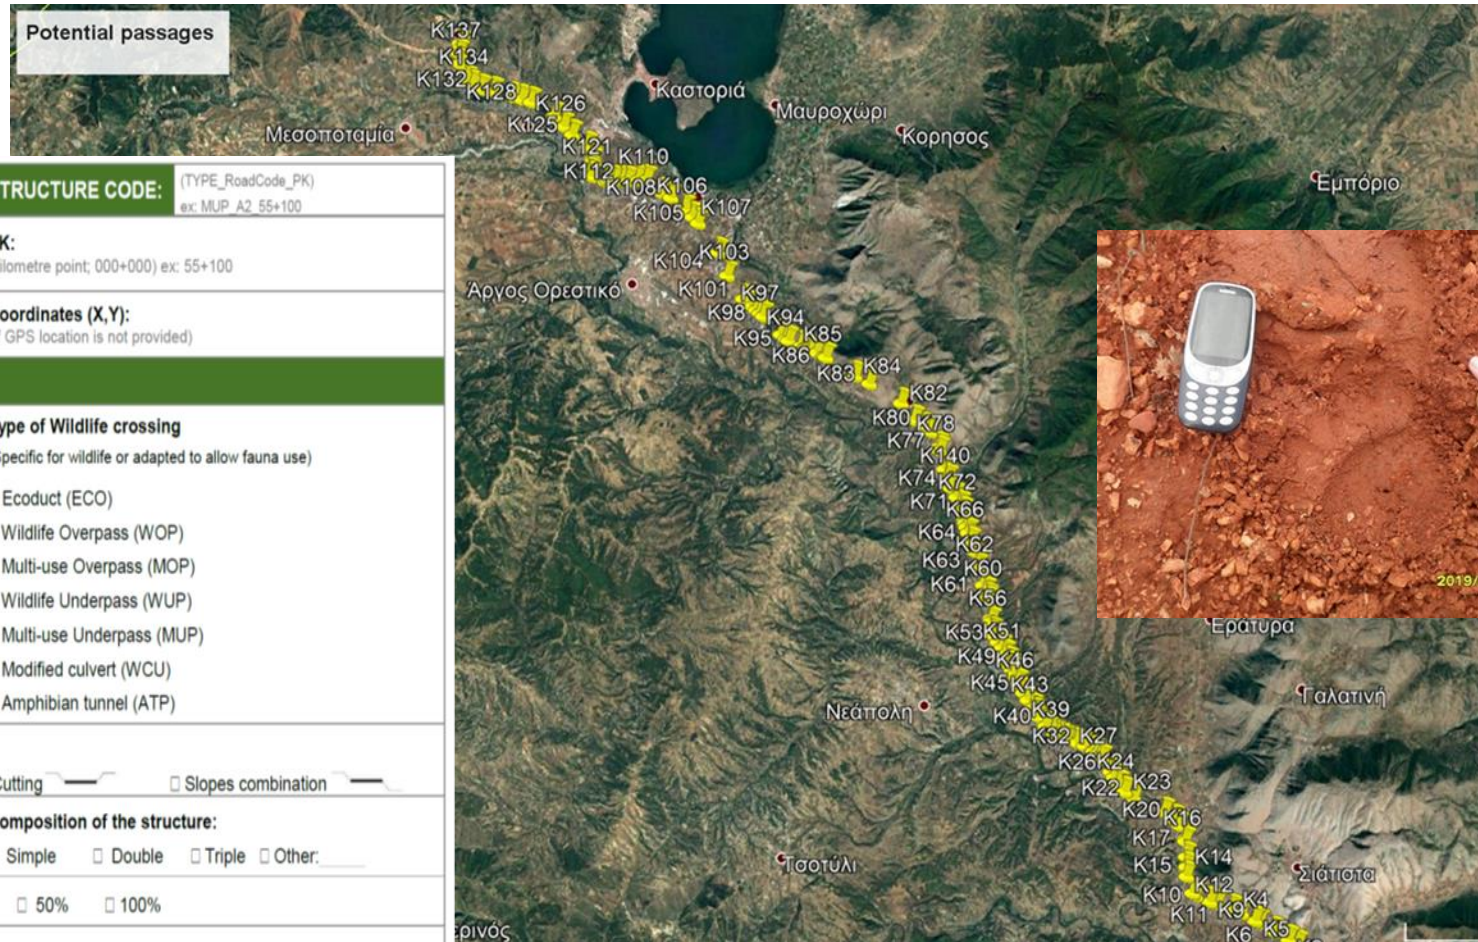 Potential passages
K137
K134
K132
K128
K126
K125
K121
K112
K110
K108
K106
K105
K107
K103
K104
K101
K97
K98
K94
K95
K85
K86
K84
K83
K82
K80
K78
K77
K140
K74
K72
K71
K66
K64
K62
K63
K60
K61
K56
K53
K51
K49
K46
K45
K43
K40
K39
K32
K27
K26
K24
K22
K23
K20
K16
K17
K14
K15
K12
K10
K11
K9
K4
K6
K5
Καστοριά
Μαυροχώρι
Κορησος
Μεσοποταμία
Εμπόριο
Άργος Ορεστικό
Εράτυρα
Γαλατινή
Νεάπολη
Τσοτύλι
Σιάτιστα
ερινός
TRUCTURE CODE:
(TYPE_RoadCode_PK)
ex: MUP_A2_55+100
K:
ilometre point; 000+000) ex: 55+100
oordinates (X,Y):
GPS location is not provided)
ype of Wildlife crossing
pecific for wildlife or adapted to allow fauna use)
Ecoduct (ECO)
Wildlife Overpass (WOP)
Multi-use Overpass (MOP)
Wildlife Underpass (WUP)
Multi-use Underpass (MUP)
Modified culvert (WCU)
Amphibian tunnel (ATP)
Cutting □ Slopes combination
omposition of the structure:
Simple □ Double □ Triple □ Other:
□ 50% □ 100%
2019/